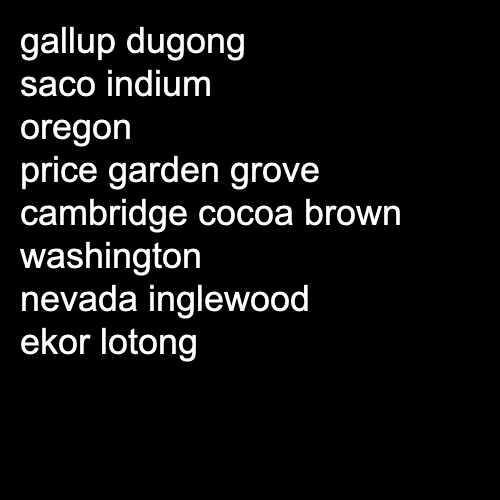 gallup dugong
saco indium
oregon
price garden grove
cambridge cocoa brown
washington
nevada inglewood
ekor lotong